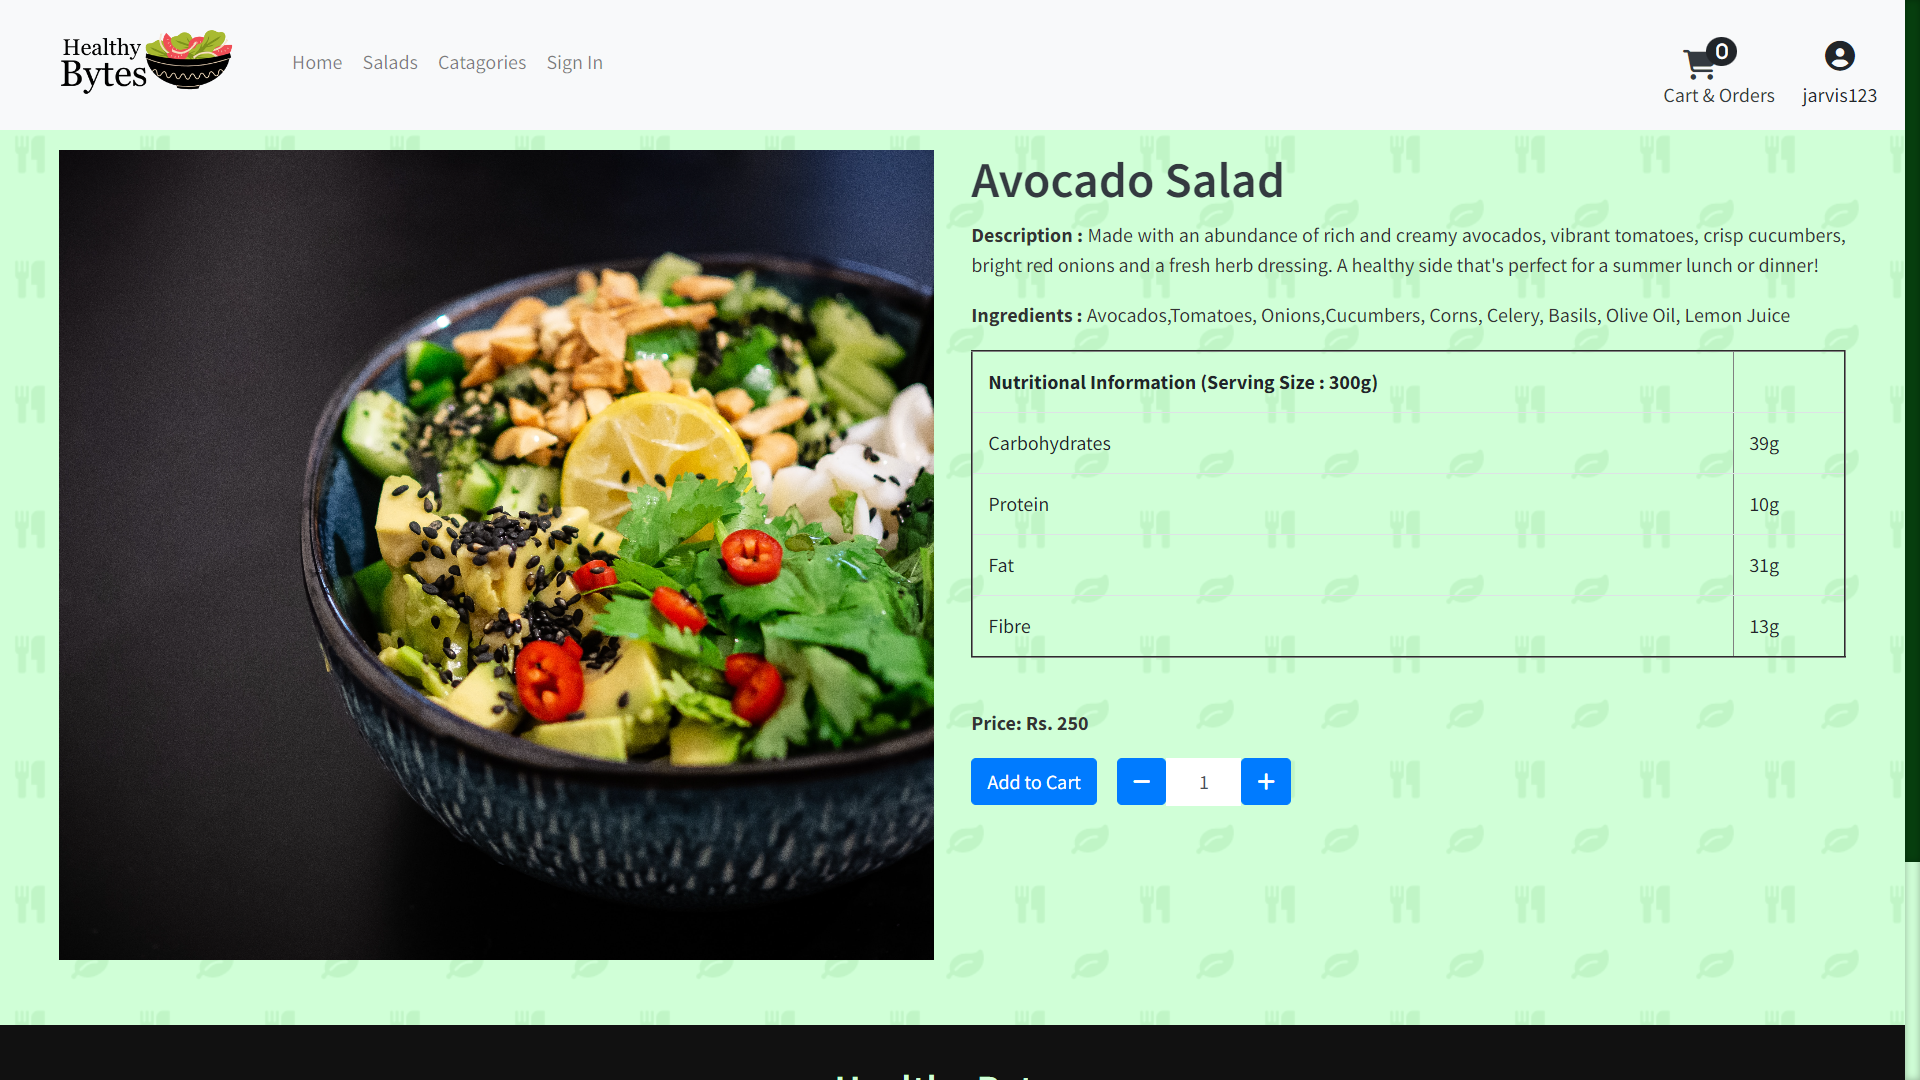 Healthy
Bytes
Home Salads Catagories Sign In
0
Cart & Orders
jarvis123
Avocado Salad
Description : Made with an abundance of rich and creamy avocados, vibrant tomatoes, crisp cucumbers,
bright red onions and a fresh herb dressing. A healthy side that's perfect for a summer lunch or dinner!
Ingredients : Avocados,Tomatoes, Onions,Cucumbers, Corns, Celery, Basils, Olive Oil, Lemon Juice
Nutritional Information (Serving Size : 300g)
Carbohydrates 39g
Protein 10g
Fat 31g
Fibre 13g
Price: Rs. 250
Add to Cart − 1 +